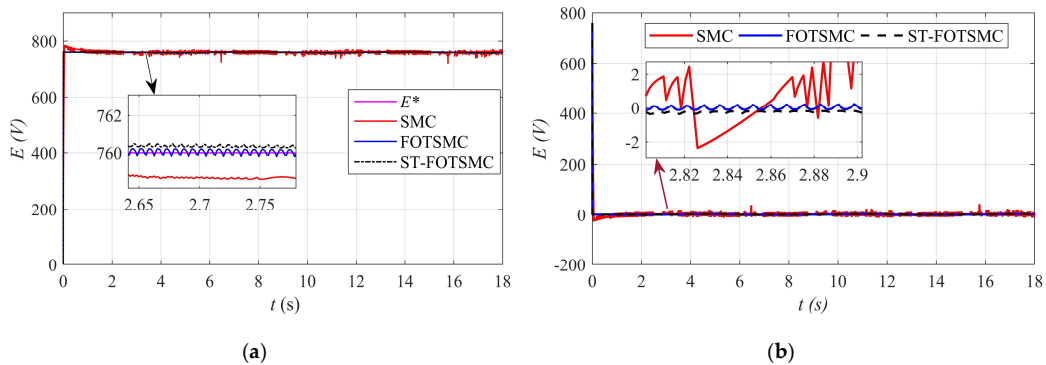 800
600
400
200
0
E (V)
0 2 4 6 8 10 12 14 16 18
t (s)
762
760
2.65 2.7 2.75
E*
SMC
FOTSMC
ST-FOTSMC
(a)
800
600
400
200
0
-200
E (V)
0 2 4 6 8 10 12 14 16 18
t (s)
SMC FOTSMC ST-FOTSMC
2
0
-2
2.82 2.84 2.86 2.88 2.9
(b)